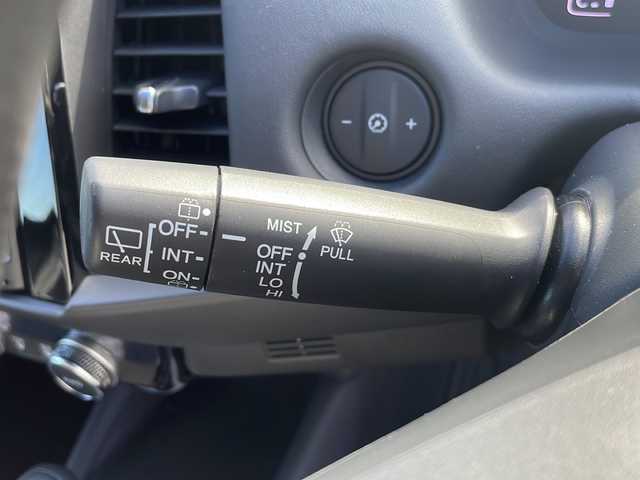 - +
REAR
OFF-
INT-
ON-
MIST
OFF
INT
LO
HI
PULL